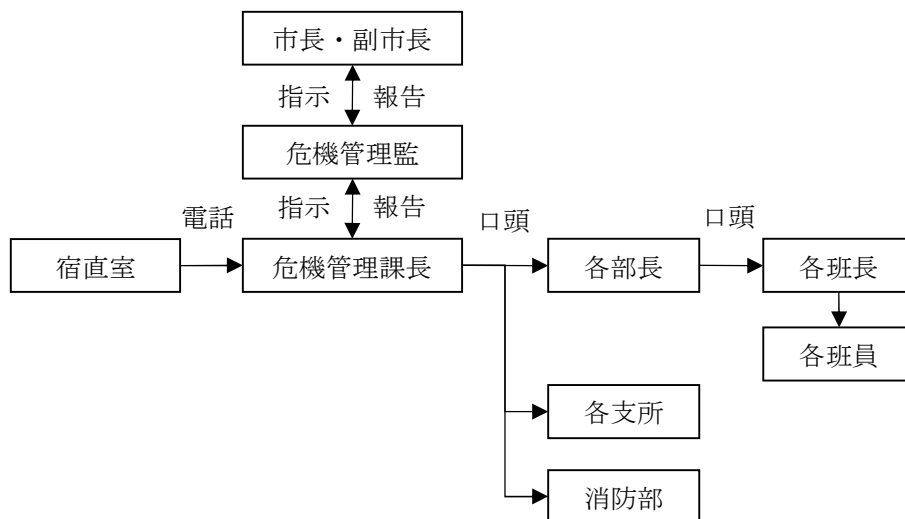 市長・副市長
指示 報告
危機管理監
指示 報告
電話 口頭 口頭
宿直室 危機管理課長 各部長 各班長
各班員
各支所
消防部